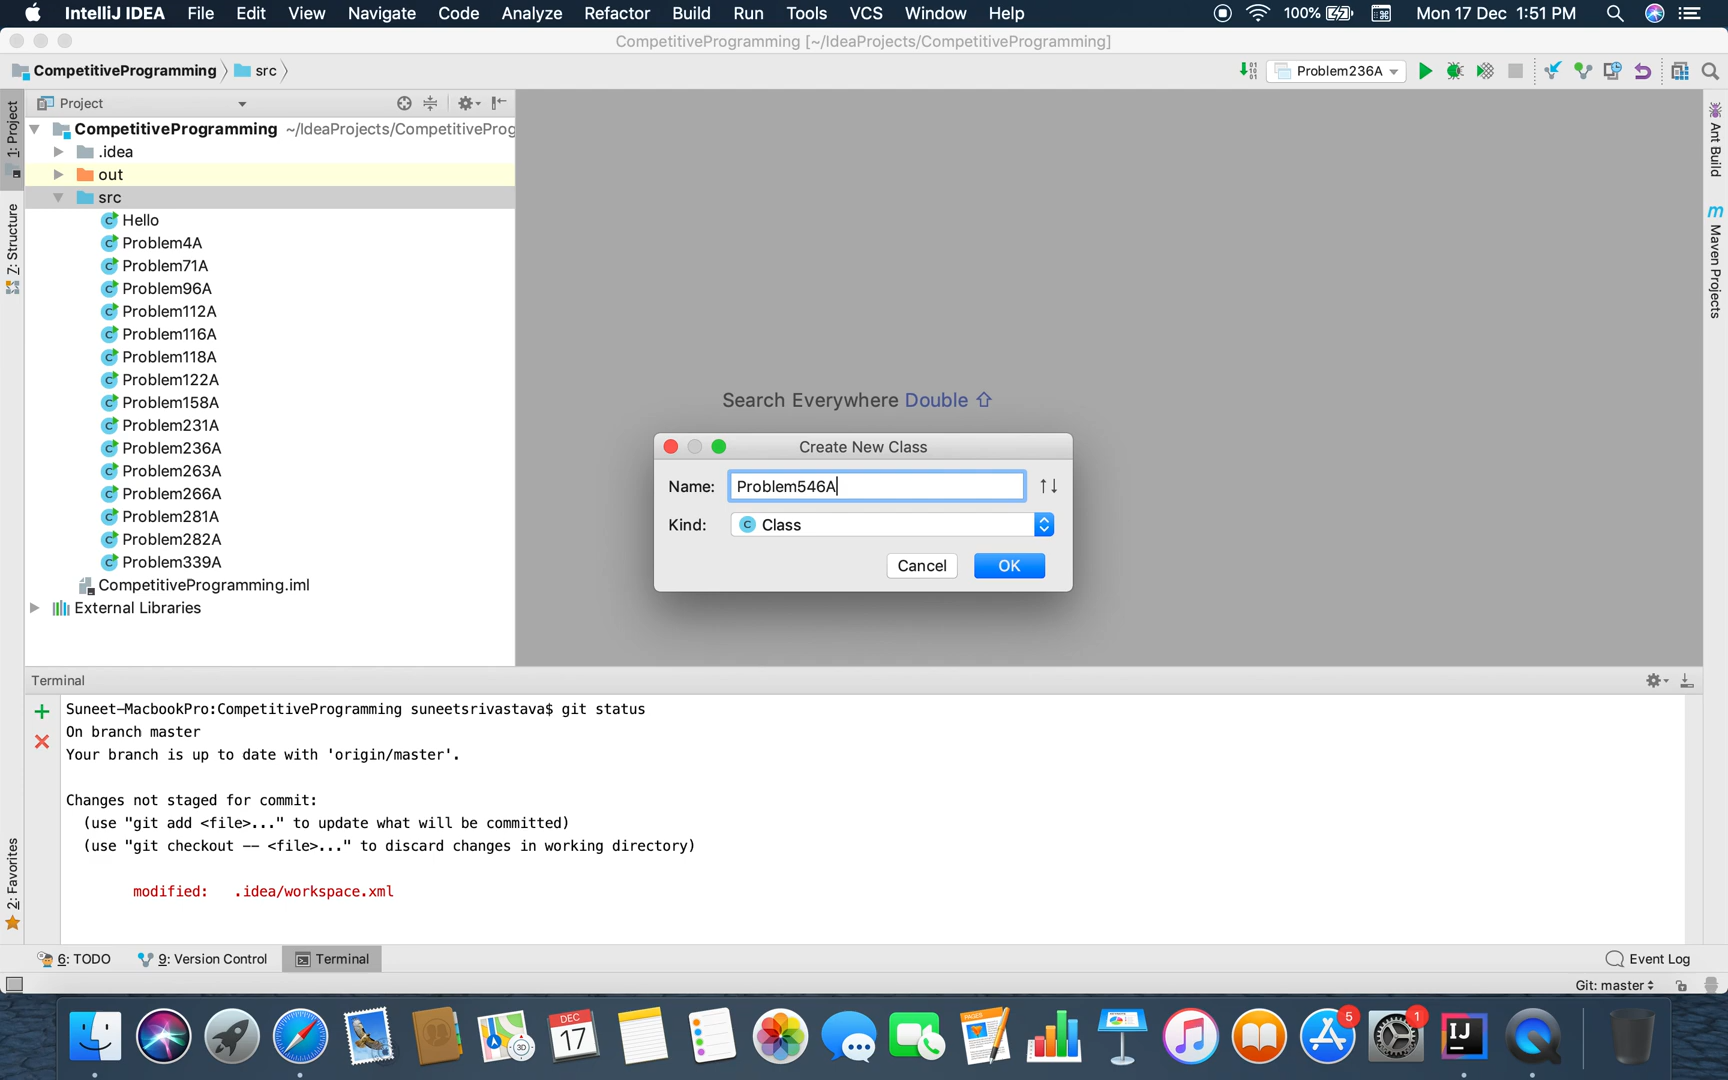 IntelliJ IDEA File Edit View Navigate Code Analyze Refactor Build Run Tools VCS Window Help 100% Mon 17 Dec 1:51 PM
CompetitiveProgramming [~/IdeaProjects/CompetitiveProgramming]
CompetitiveProgramming src Problem236A
Project
CompetitiveProgramming ~/IdeaProjects/CompetitiveProg
.idea
out
src
Hello
Problem4A
Problem71A
Problem96A
Problem112A
Problem116A
Problem118A
Problem122A
Problem158A
Problem231A
Problem236A
Problem263A
Problem266A
Problem281A
Problem282A
Problem339A
CompetitiveProgramming.iml
External Libraries
1: Project
7: Structure
2: Favorites
Ant Build
Maven Projects
Search Everywhere Double ⇧
Create New Class
Name: Problem546A
Kind: Class
Cancel OK
Terminal
Suneet-MacbookPro:CompetitiveProgramming suneetsrivastava$ git status
On branch master
Your branch is up to date with 'origin/master'.
Changes not staged for commit:
(use "git add <file>..." to update what will be committed)
(use "git checkout -- <file>..." to discard changes in working directory)
modified: .idea/workspace.xml
6: TODO 9: Version Control Terminal Event Log
Git: master
DEC
17
3D
PAGES
5
1
IJ